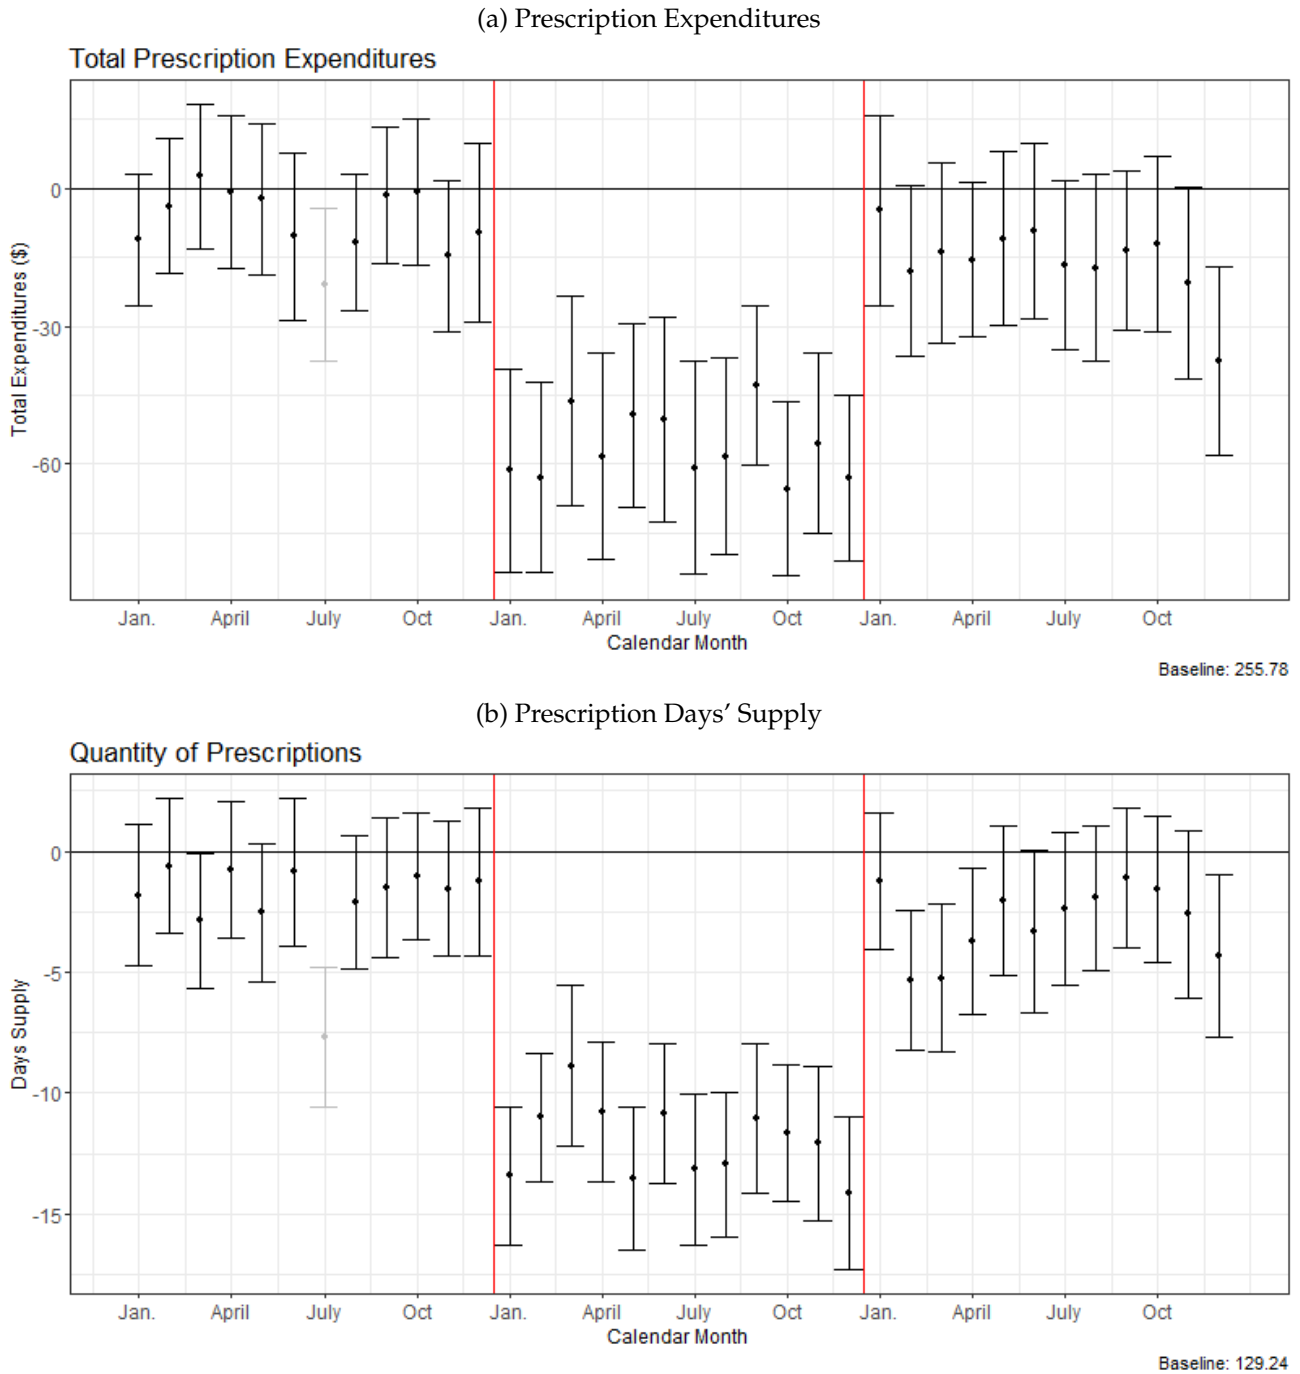 (a) Prescription Expenditures
Total Prescription Expenditures
Total Expenditures ($)
0
-30
-60
Jan. April July Oct Jan. April July Oct Jan. April July Oct
Calendar Month
Baseline: 255.78
(b) Prescription Days’ Supply
Quantity of Prescriptions
Days Supply
0
-5
-10
-15
Jan. April July Oct Jan. April July Oct Jan. April July Oct
Calendar Month
Baseline: 129.24